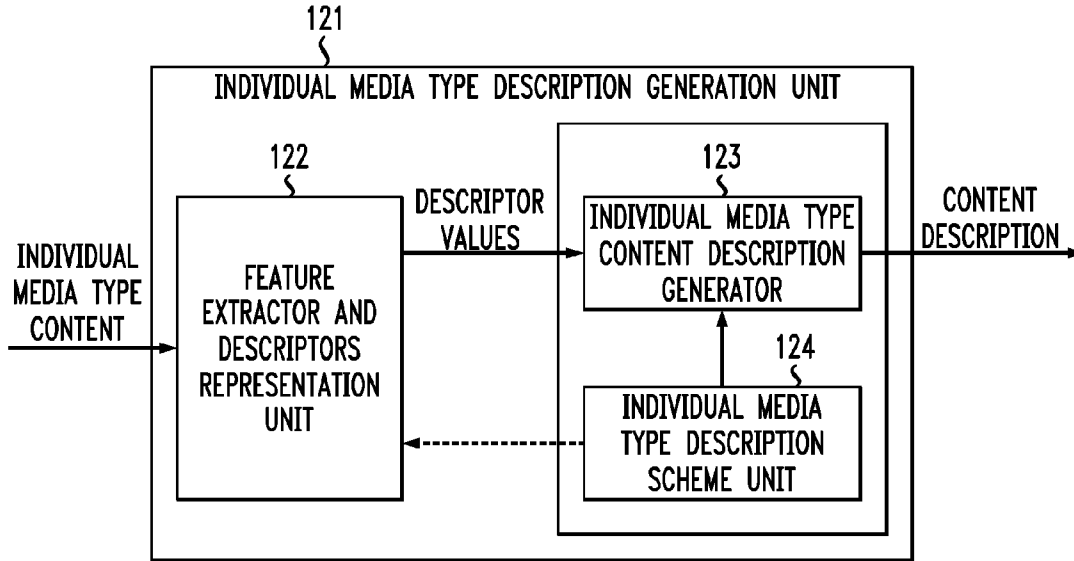 121
INDIVIDUAL MEDIA TYPE DESCRIPTION GENERATION UNIT
122
FEATURE
EXTRACTOR AND
DESCRIPTORS
REPRESENTATION
UNIT
INDIVIDUAL
MEDIA TYPE
CONTENT
DESCRIPTOR
VALUES
123
INDIVIDUAL MEDIA TYPE
CONTENT DESCRIPTION
GENERATOR
124
INDIVIDUAL MEDIA
TYPE DESCRIPTION
SCHEME UNIT
CONTENT
DESCRIPTION